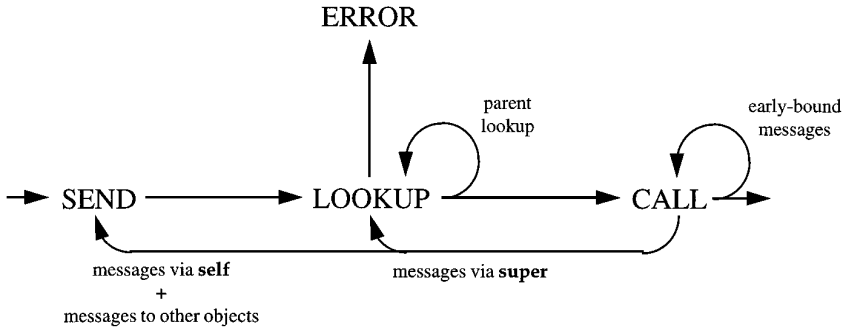 ERROR
parent
lookup
early-bound
messages
SEND
LOOKUP
CALL
messages via self
+
messages to other objects
messages via super